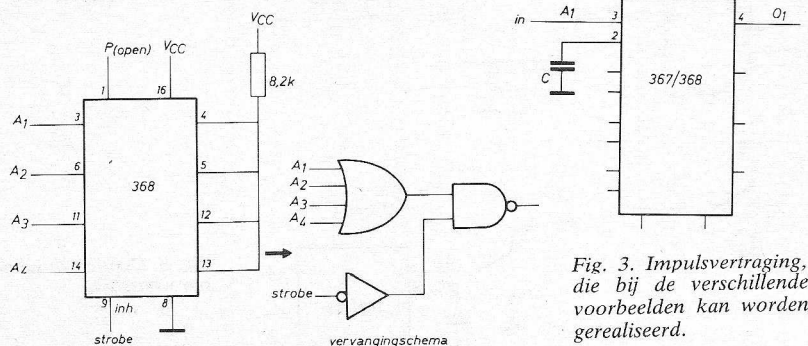 VCC
P(open)
VCC
8,2k
1
16
A1
3
4
A2
6
5
368
A3
11
12
A4
14
13
9
inh.
8
strobe
A1
A2
A3
A4
strobe
vervangingschema
in
A1
3
4
O1
2
C
367/368
Fig. 3. Impulsvertraging,
die bij de verschillende
voorbeelden kan worden
gerealiseerd.